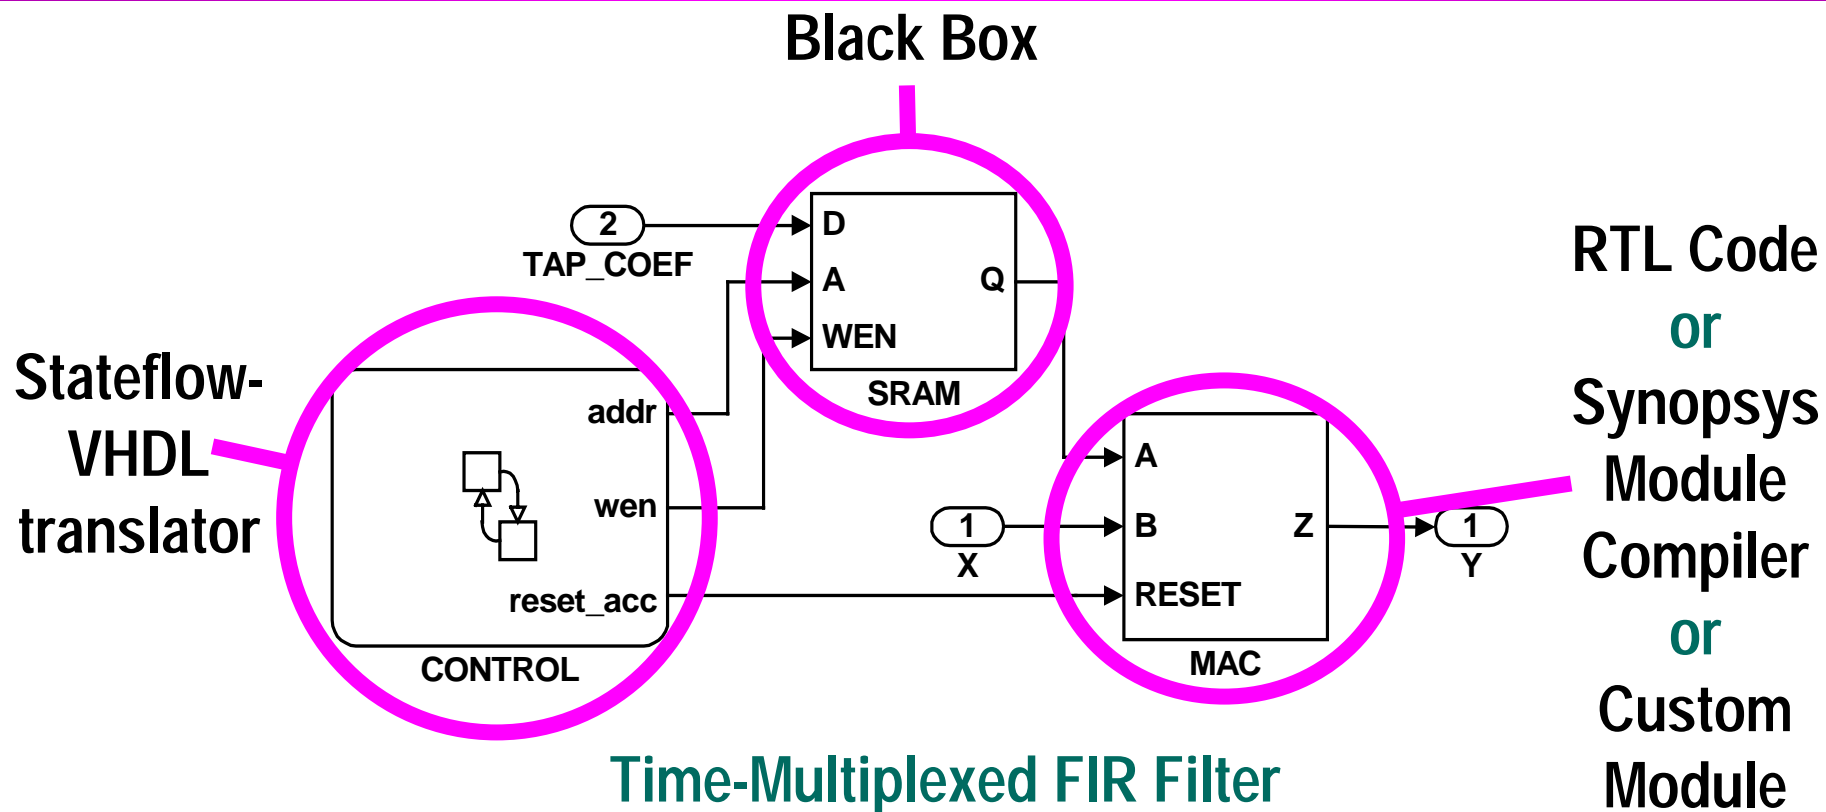 Black Box
2
TAP_COEF
D
A
WEN
Q
SRAM
Stateflow-
VHDL
translator
addr
wen
reset_acc
CONTROL
1
X
A
B
RESET
Z
MAC
1
Y
RTL Code
or
Synopsys
Module
Compiler
or
Custom
Module
Time-Multiplexed FIR Filter